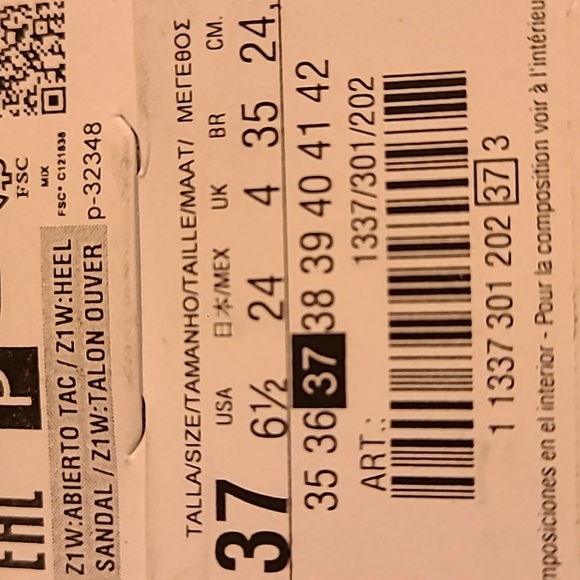 EAC P
FSC
MIX
FSC® C121838
Z1W:ABIERTO TAC / Z1W:HEEL
SANDAL / Z1W:TALON OUVER p-32348
TALLA/SIZE/TAMANHO/TAILLE/MAAT/ ΜΕΓΕΘΟΣ
USA 日本/MEX UK BR CM.
37 6½ 24 4 35 24,
35 36 37 38 39 40 41 42
ART.: 1337/301/202
1 1337 301 202 37 3
mposiciones en el interior - Pour la composition voir à l'intérieu